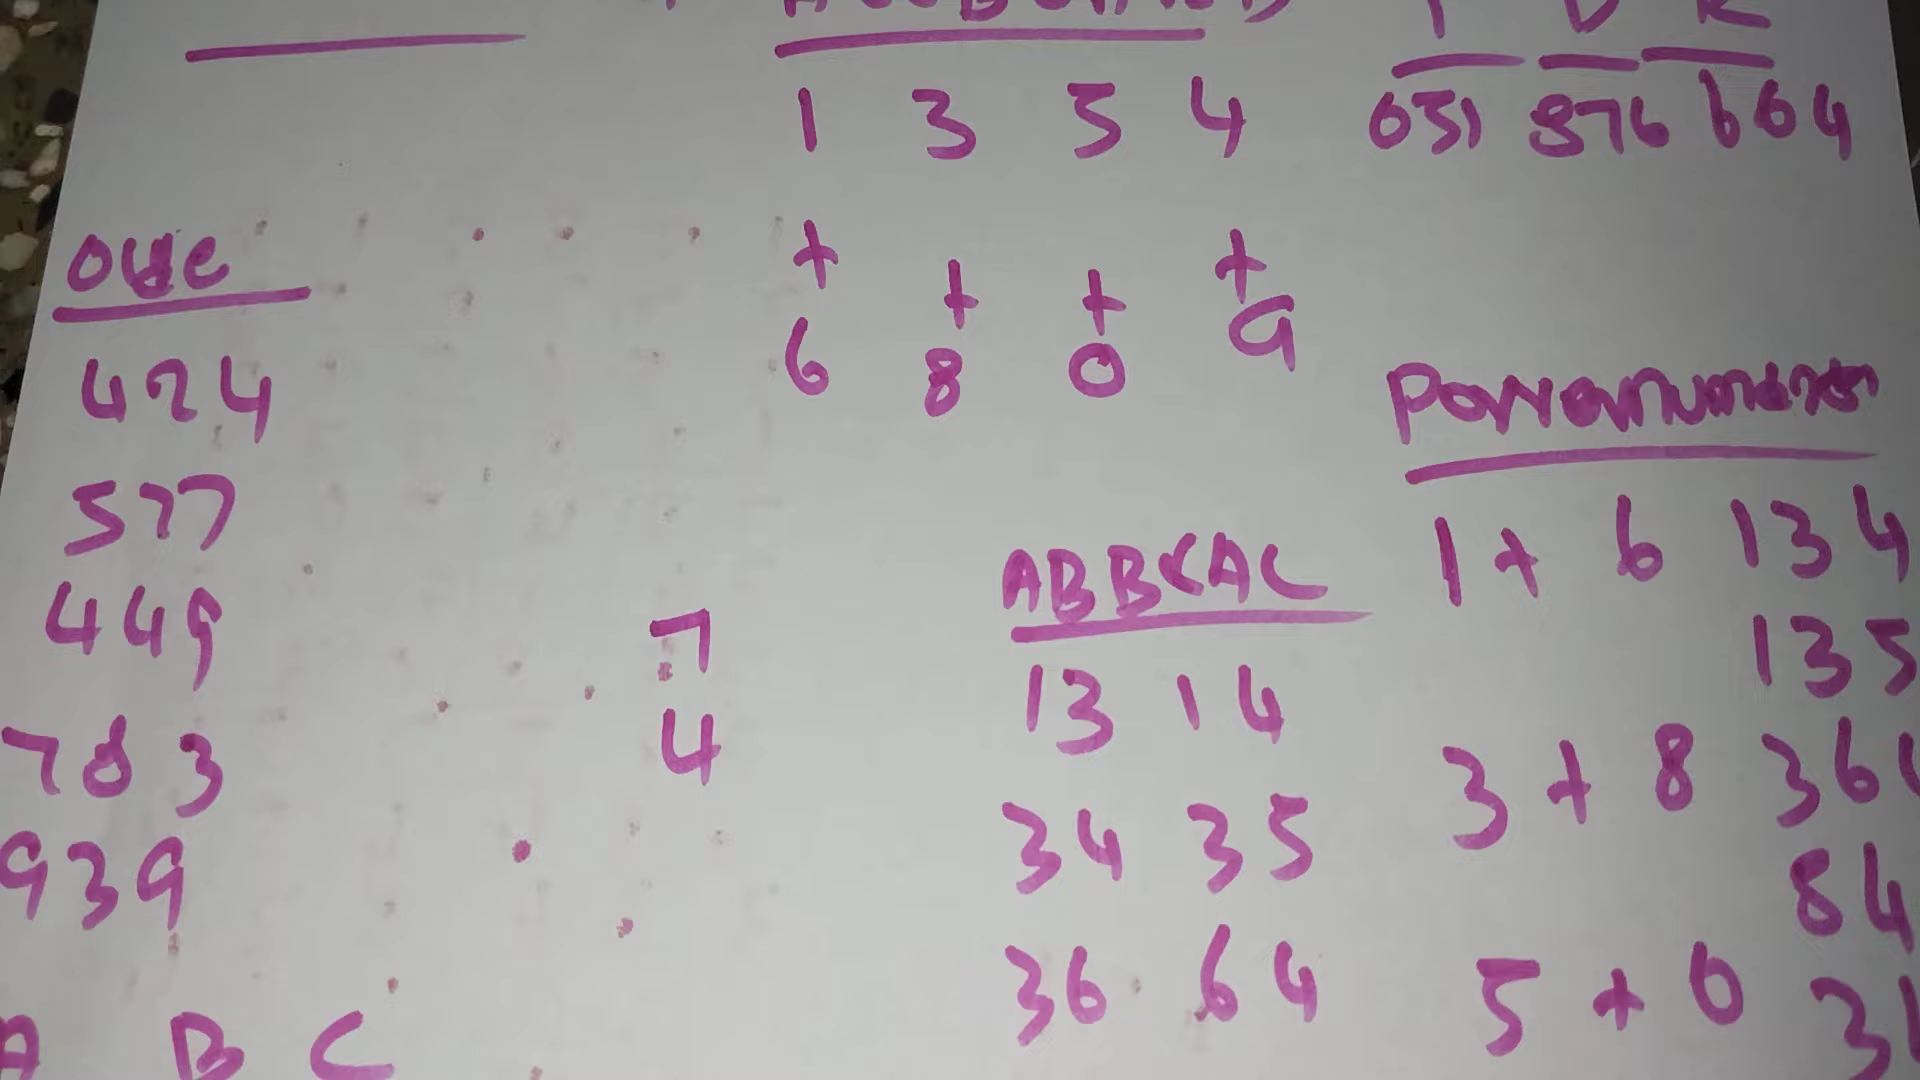 1 3 5 4 651 876 664
+ + + +
6 8 0 9
424
577
449
783
939
7
4
ABBCAC
13 14
34 35
36 64
1 + 6 134
135
3 + 8 36
84
5 + 0 3
A B C